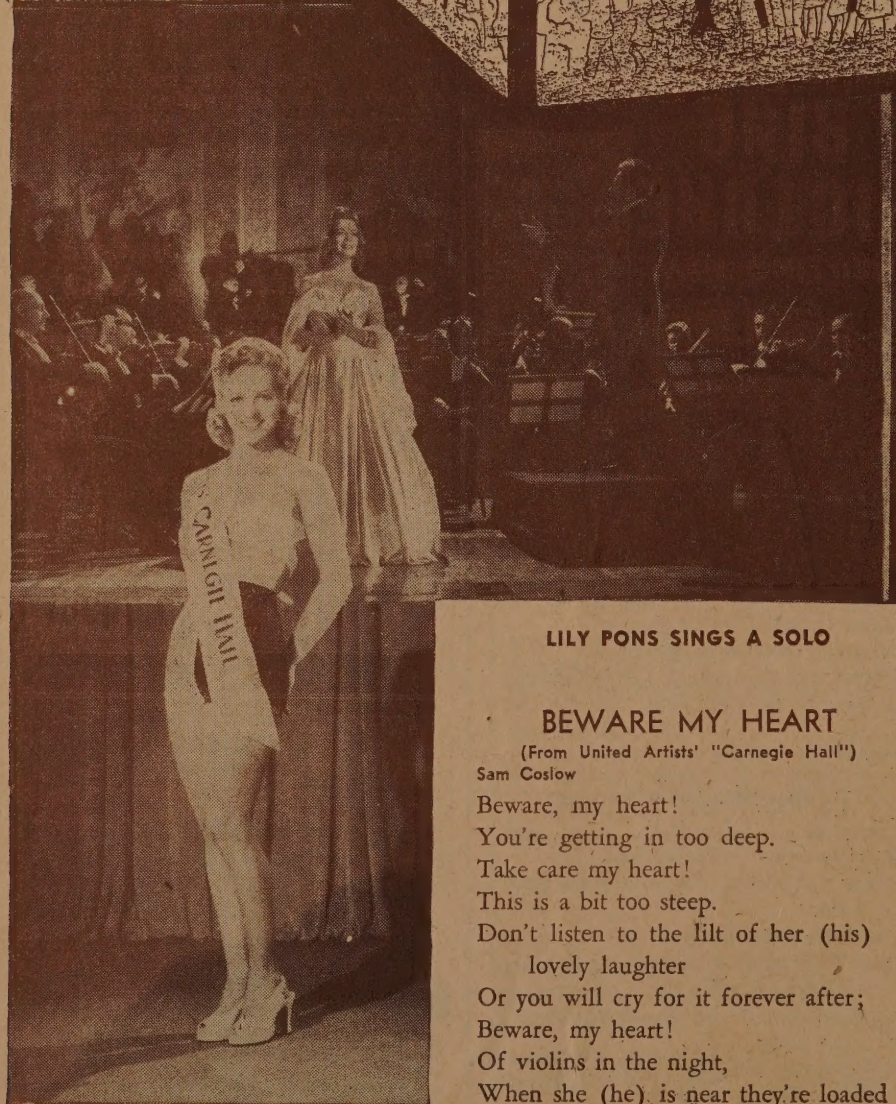 S CARNEGIE HALL
LILY PONS SINGS A SOLO
BEWARE MY HEART
(From United Artists' "Carnegie Hall")
Sam Coslow
Beware, my heart!
You're getting in too deep.
Take care my heart!
This is a bit too steep.
Don't listen to the lilt of her (his)
lovely laughter
Or you will cry for it forever after;
Beware, my heart!
Of violins in the night,
When she (he) is near they're loaded